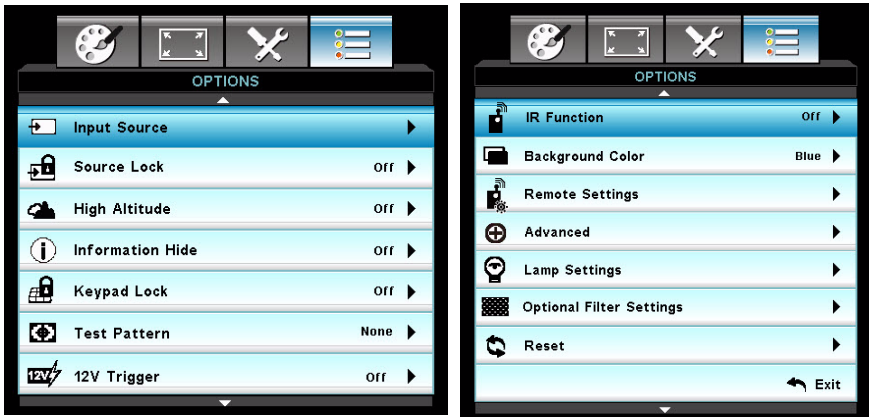 OPTIONS
Input Source
Source Lock Off
High Altitude Off
Information Hide Off
Keypad Lock Off
Test Pattern None
12V 12V Trigger Off
OPTIONS
IR Function Off
Background Color Blue
Remote Settings
Advanced
Lamp Settings
Optional Filter Settings
Reset
Exit